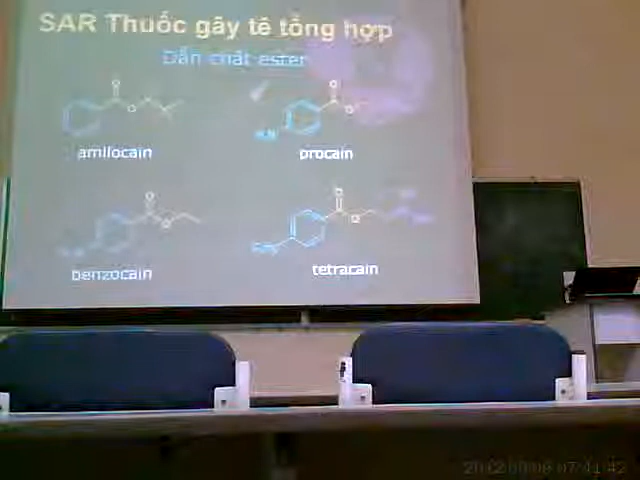 SAR Thuốc gây tê tổng hợp
Dẫn chất ester
amilocain
procain
benzocain
tetracain